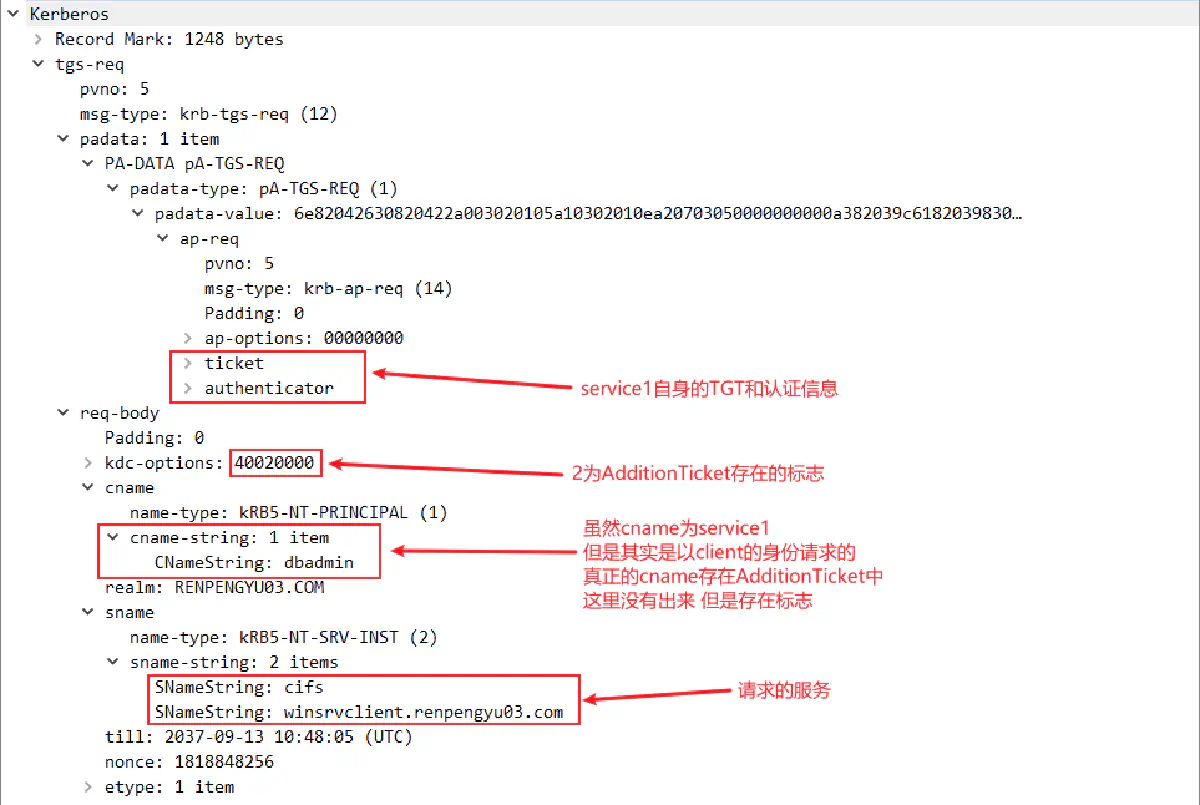 Kerberos
Record Mark: 1248 bytes
tgs-req
pvno: 5
msg-type: krb-tgs-req (12)
padata: 1 item
PA-DATA pA-TGS-REQ
padata-type: pA-TGS-REQ (1)
padata-value: 6e82042630820422a003020105a10302010ea20703050000000000a382039c6182039830…
ap-req
pvno: 5
msg-type: krb-ap-req (14)
Padding: 0
ap-options: 00000000
ticket
authenticator
service1自身的TGT和认证信息
req-body
Padding: 0
kdc-options: 40020000
2为AdditionTicket存在的标志
cname
name-type: kRB5-NT-PRINCIPAL (1)
cname-string: 1 item
CNameString: dbadmin
虽然cname为service1
但是其实是以client的身份请求的
真正的cname存在AdditionTicket中
这里没有出来 但是存在标志
realm: RENPENGYU03.COM
sname
name-type: kRB5-NT-SRV-INST (2)
sname-string: 2 items
SNameString: cifs
SNameString: winsrvclient.renpengyu03.com
请求的服务
till: 2037-09-13 10:48:05 (UTC)
nonce: 1818848256
etype: 1 item